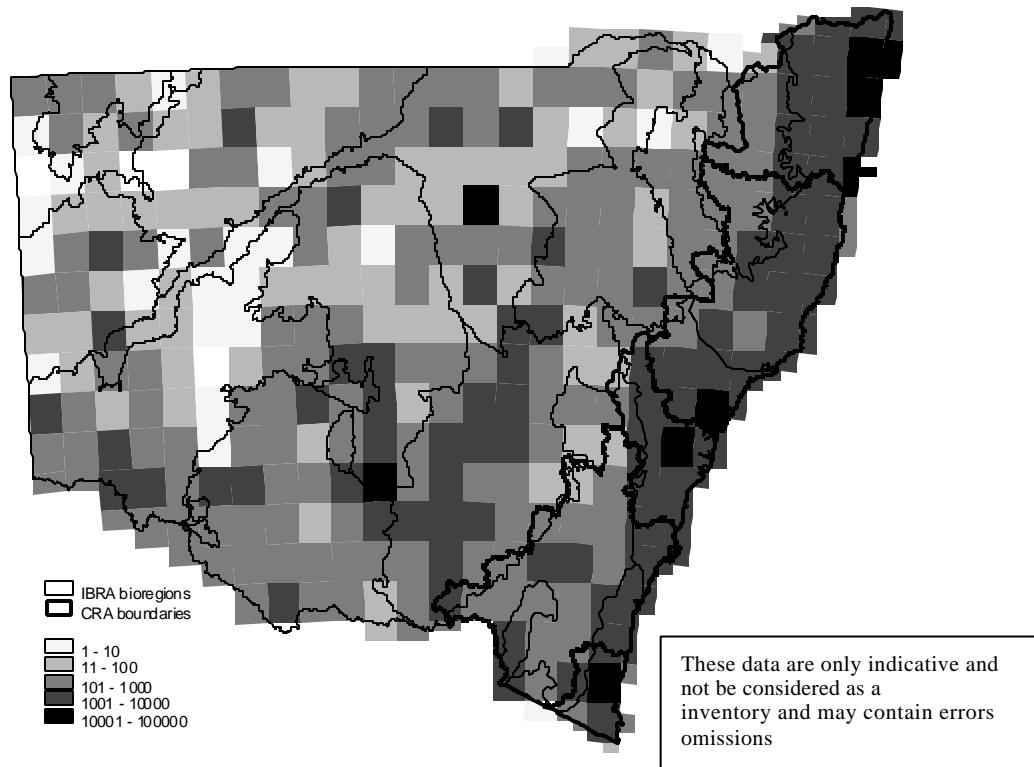 IBRA bioregions
CRA boundaries
1 - 10
11 - 100
101 - 1000
1001 - 10000
10001 - 100000
These data are only indicative and
not be considered as a
inventory and may contain errors
omissions